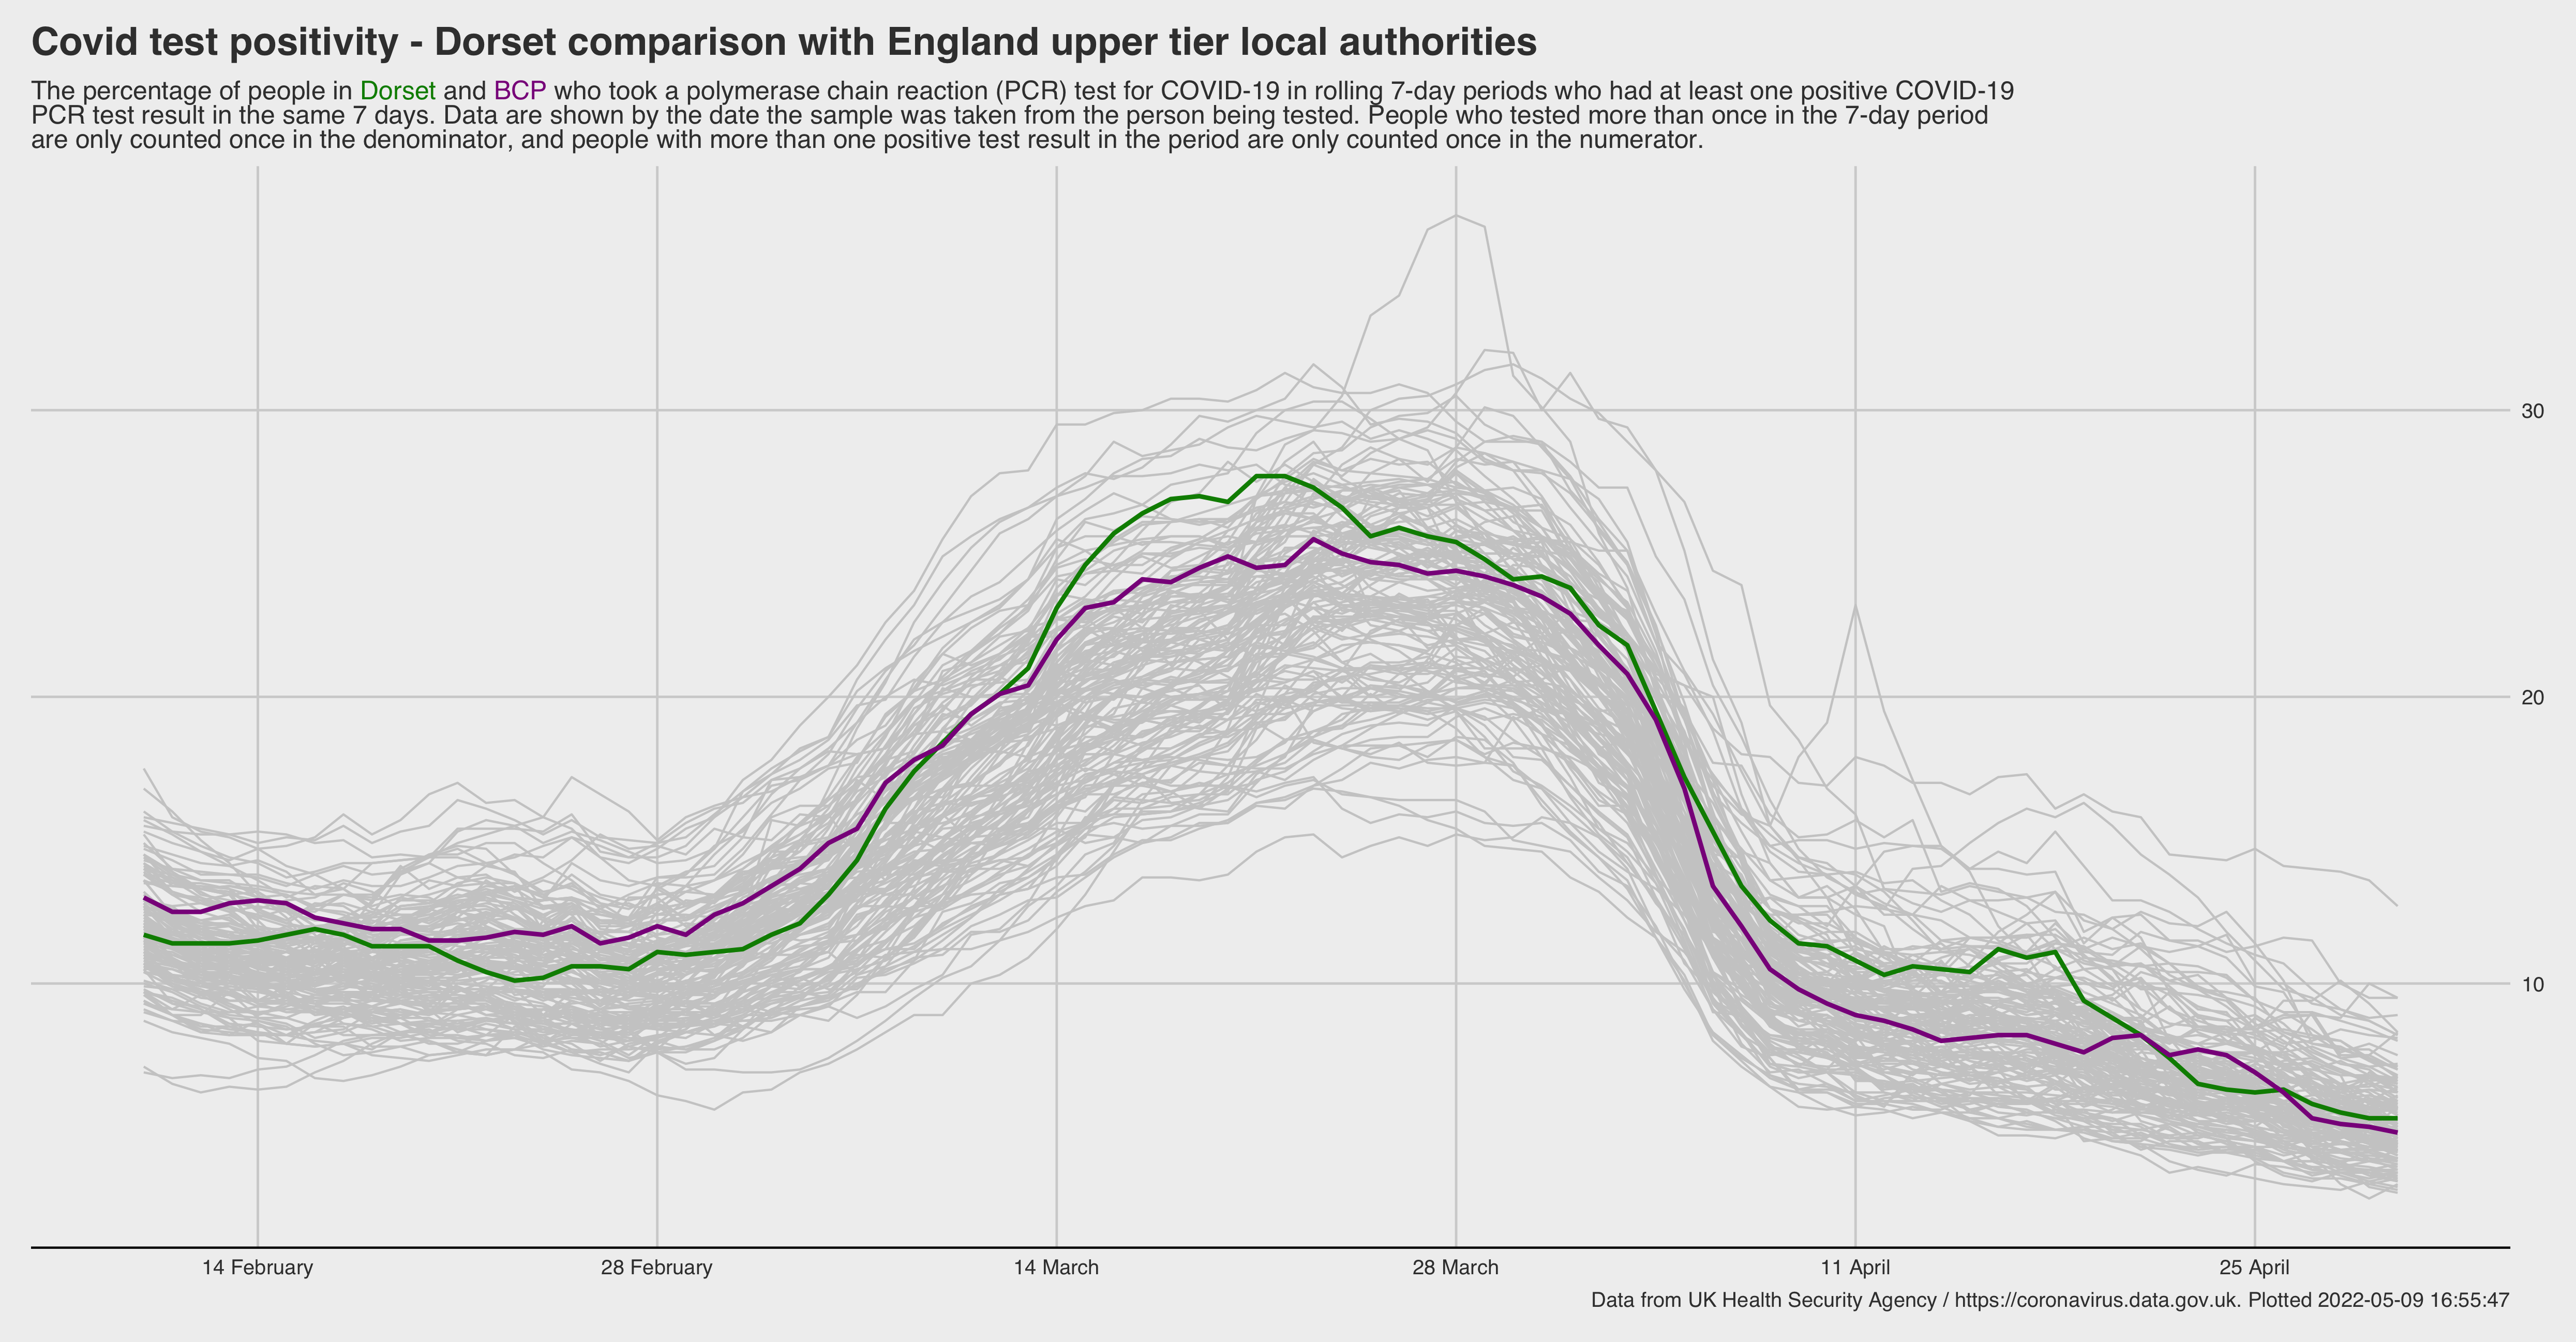 Covid test positivity - Dorset comparison with England upper tier local authorities
The percentage of people in Dorset and BCP who took a polymerase chain reaction (PCR) test for COVID-19 in rolling 7-day periods who had at least one positive COVID-19
PCR test result in the same 7 days. Data are shown by the date the sample was taken from the person being tested. People who tested more than once in the 7-day period
are only counted once in the denominator, and people with more than one positive test result in the period are only counted once in the numerator.
30
20
10
14 February
28 February
14 March
28 March
11 April
25 April
Data from UK Health Security Agency / https://coronavirus.data.gov.uk. Plotted 2022-05-09 16:55:47